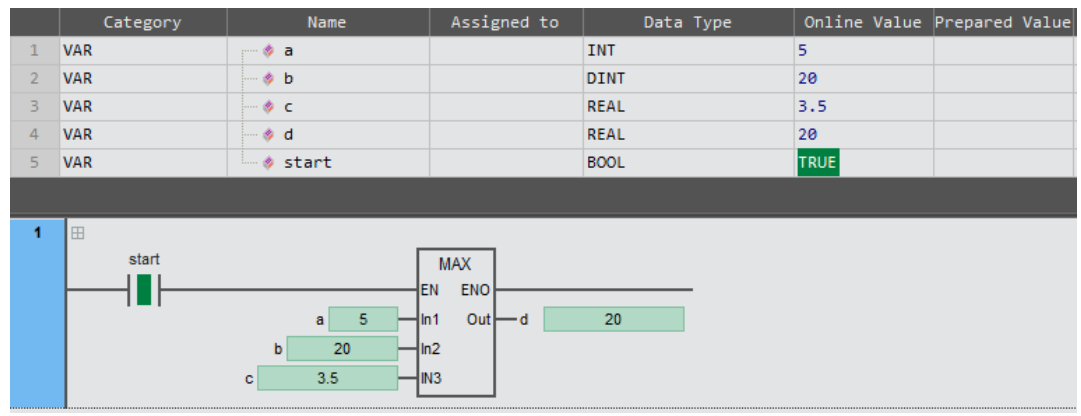 Category Name Assigned to Data Type Online Value Prepared Value
1 VAR a INT 5
2 VAR b DINT 20
3 VAR c REAL 3.5
4 VAR d REAL 20
5 VAR start BOOL TRUE
1
start
MAX
EN ENO
a 5 In1 Out d 20
b 20 In2
c 3.5 IN3